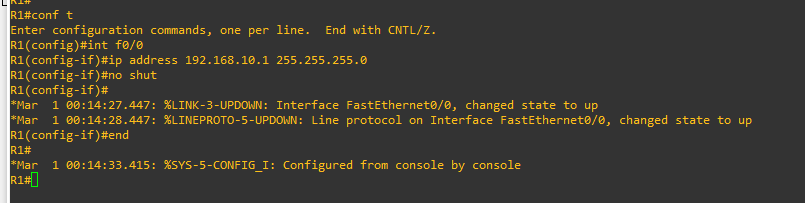 R1#
R1#conf t
Enter configuration commands, one per line.  End with CNTL/Z.
R1(config)#int f0/0
R1(config-if)#ip address 192.168.10.1 255.255.255.0
R1(config-if)#no shut
R1(config-if)#
*Mar  1 00:14:27.447: %LINK-3-UPDOWN: Interface FastEthernet0/0, changed state to up
*Mar  1 00:14:28.447: %LINEPROTO-5-UPDOWN: Line protocol on Interface FastEthernet0/0, changed state to up
R1(config-if)#end
R1#
*Mar  1 00:14:33.415: %SYS-5-CONFIG_I: Configured from console by console
R1#